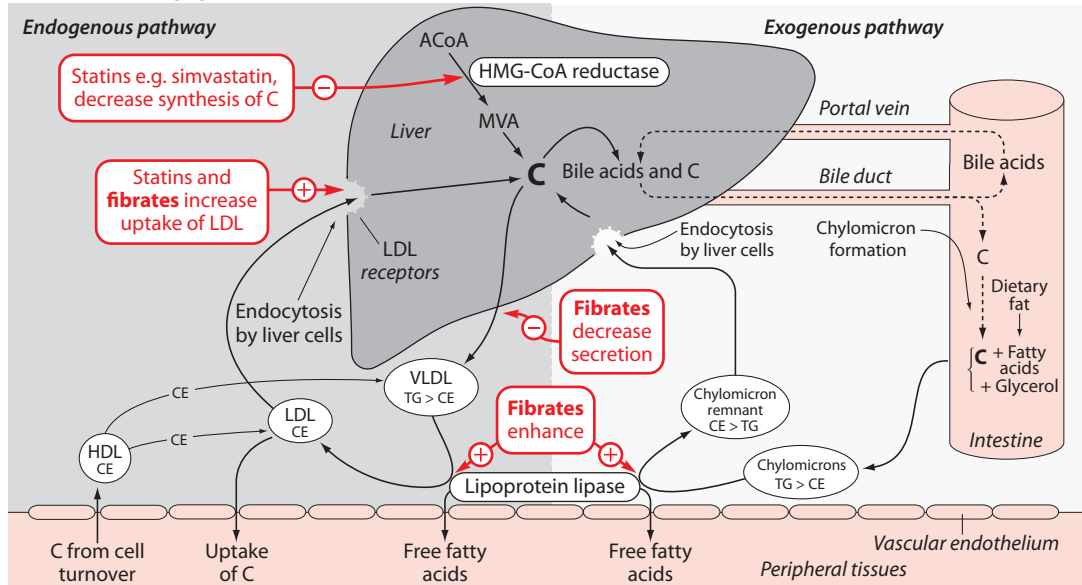 Endogenous pathway
Exogenous pathway
ACoA
HMG-CoA reductase
Statins e.g. simvastatin,
decrease synthesis of C
−
MVA
Liver
C
Bile acids and C
Portal vein
Bile acids
Bile duct
Statins and
fibrates increase
uptake of LDL
+
LDL
receptors
Endocytosis
by liver cells
Endocytosis
by liver cells
Chylomicron
formation
C
Dietary
fat
C + Fatty
acids
+ Glycerol
Intestine
Fibrates
decrease
secretion
−
VLDL
TG > CE
CE
CE
LDL
CE
HDL
CE
Fibrates
enhance
+
+
Lipoprotein lipase
Chylomicron
remnant
CE > TG
Chylomicrons
TG > CE
C from cell
turnover
Uptake
of C
Free fatty
acids
Free fatty
acids
Vascular endothelium
Peripheral tissues